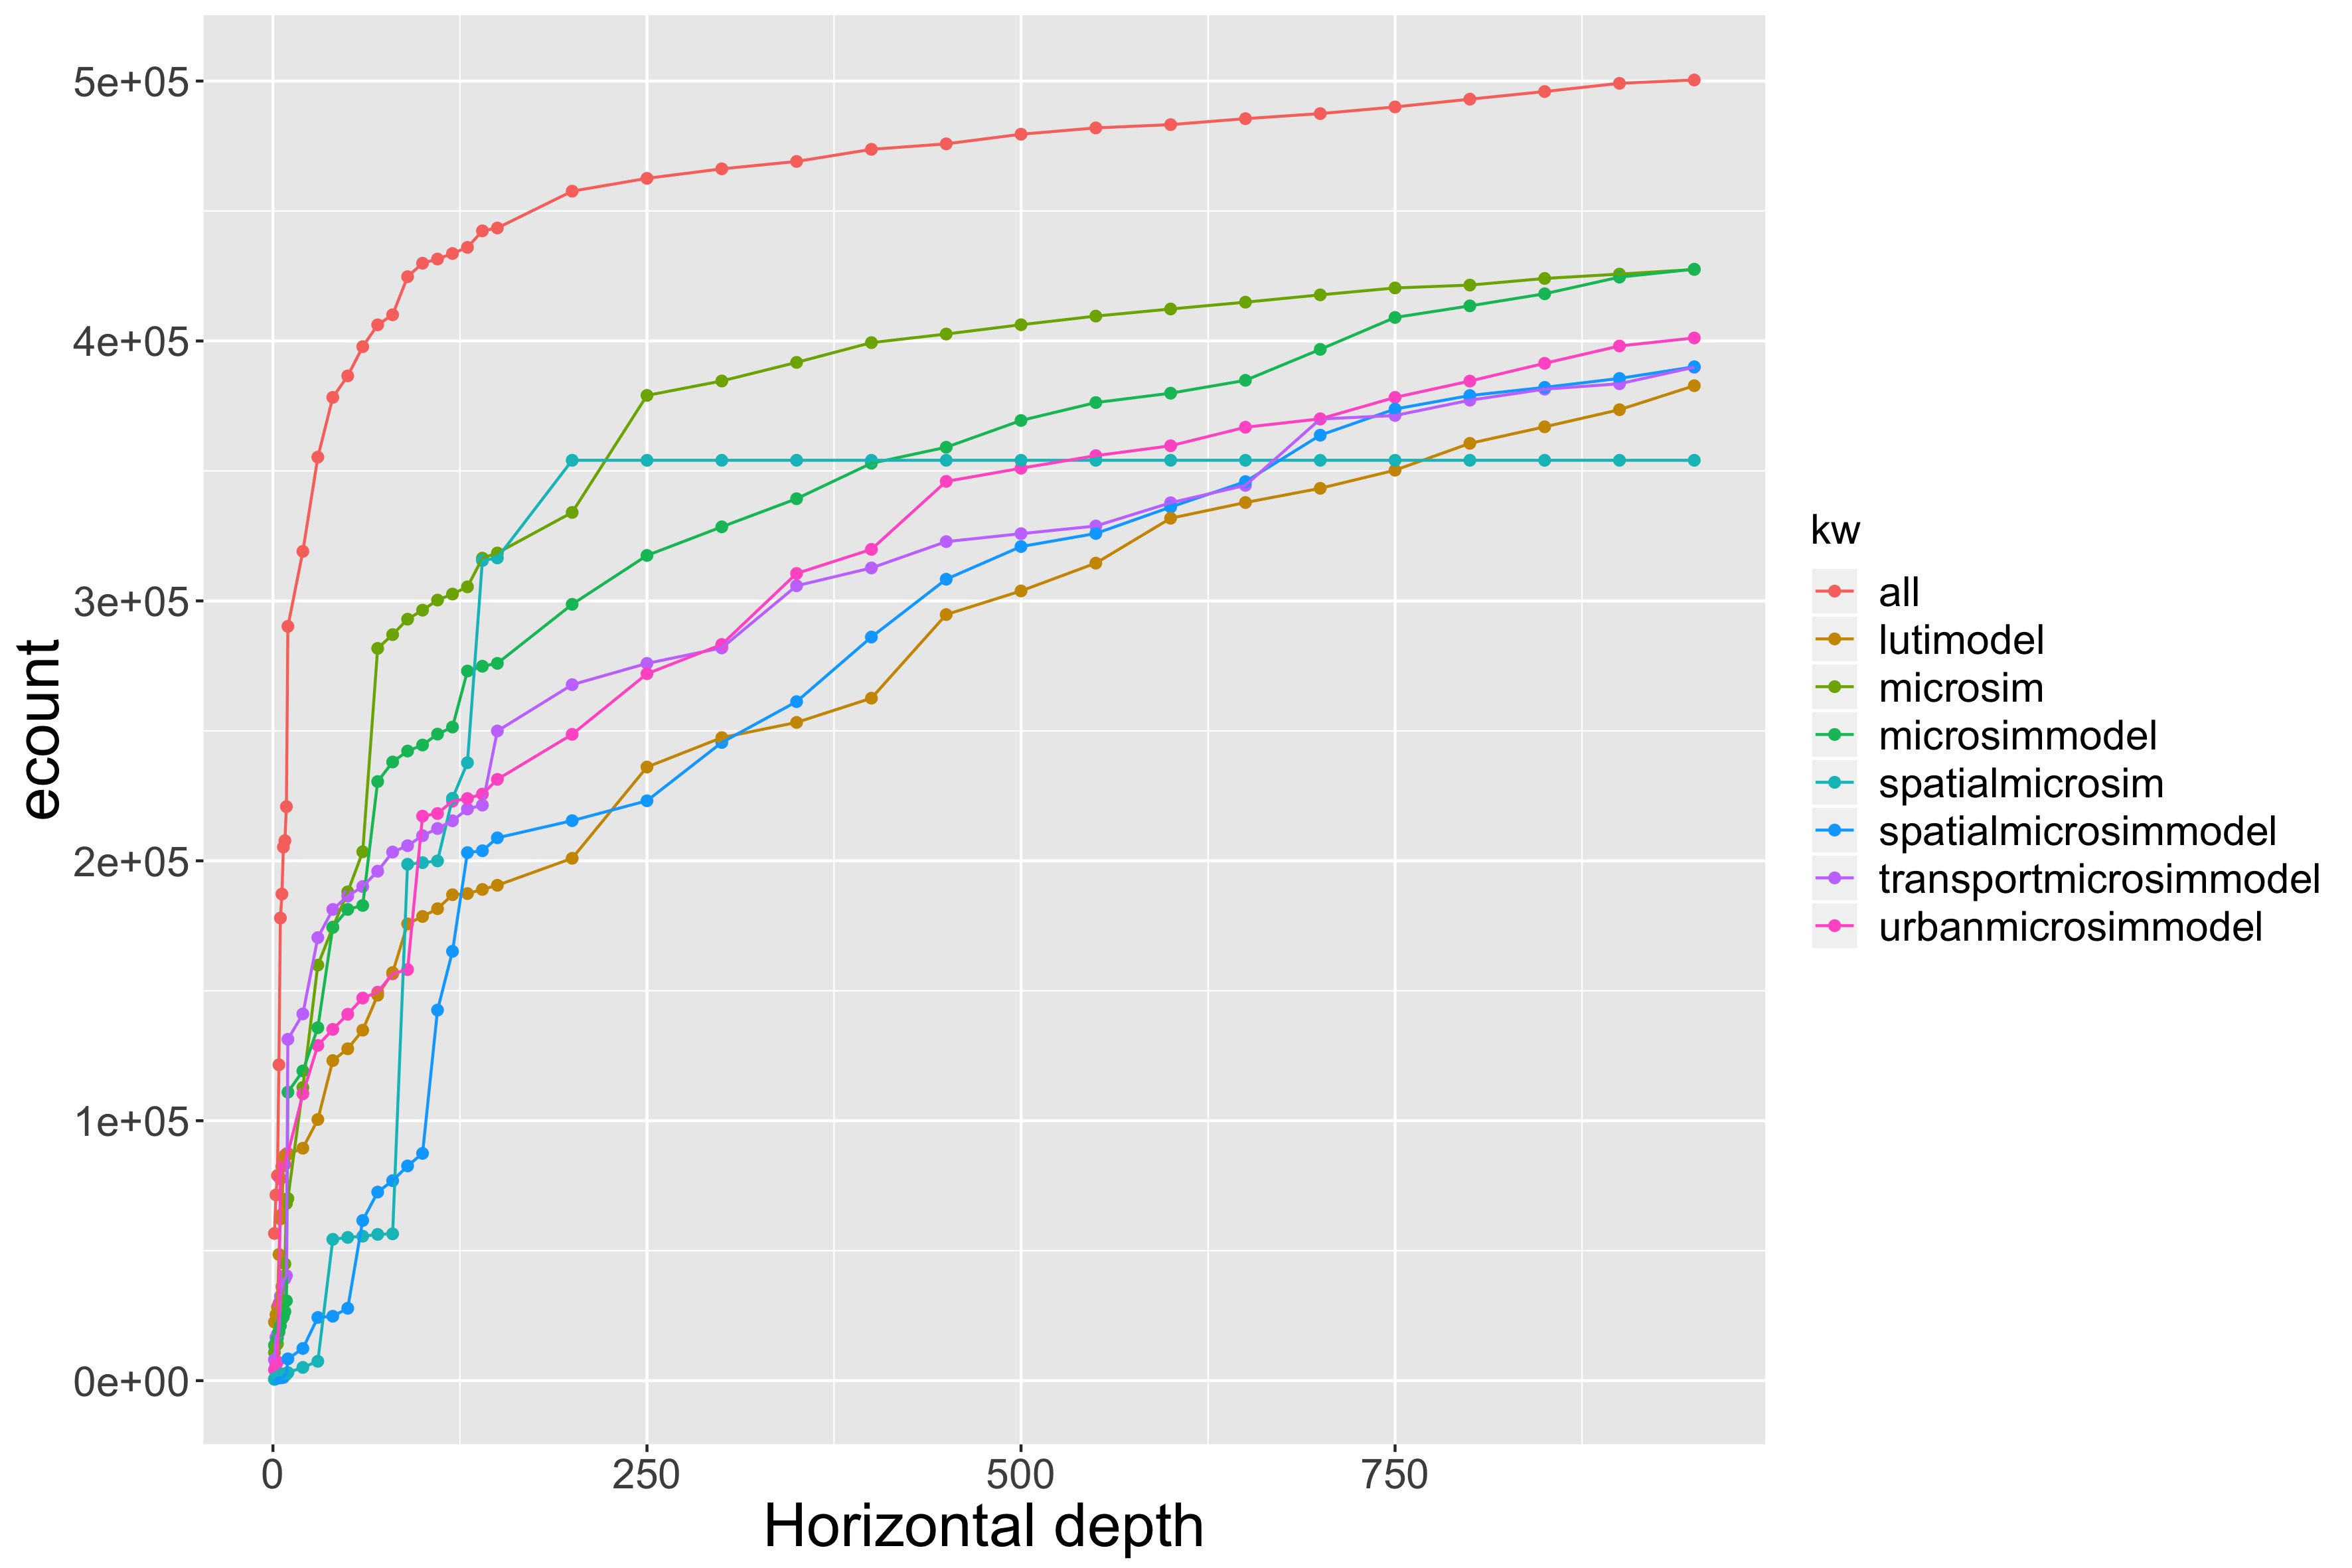 5e+05
4e+05
3e+05
2e+05
1e+05
0e+00
ecount
0 250 500 750
Horizontal depth
kw
all
lutimodel
microsim
microsimmodel
spatialmicrosim
spatialmicrosimmodel
transportmicrosimmodel
urbanmicrosimmodel